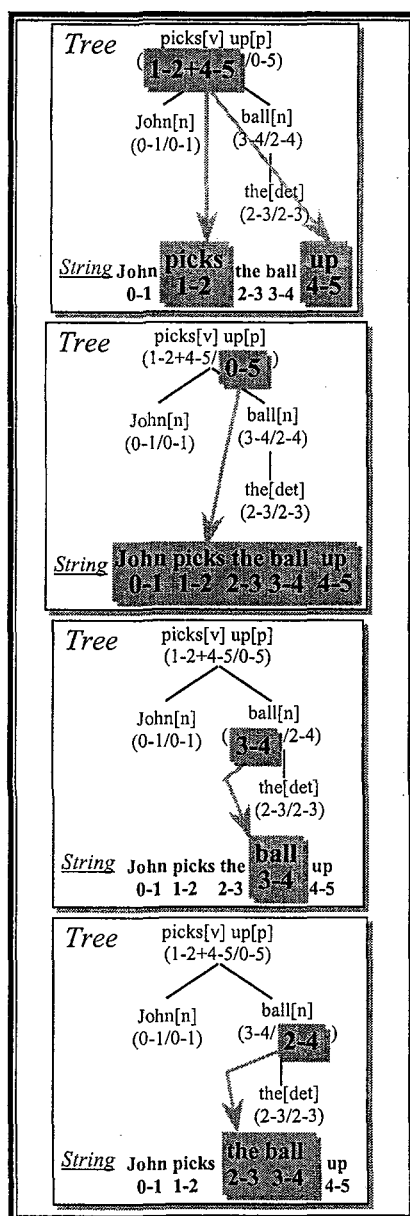 Tree
picks[v] up[p]
( 1-2+4-5 /0-5)
John[n] ball[n]
(0-1/0-1) (3-4/2-4)
the[det]
(2-3/2-3)
String John picks the ball up
0-1 1-2 2-3 3-4 4-5
Tree
picks[v] up[p]
(1-2+4-5/ 0-5 )
John[n] ball[n]
(0-1/0-1) (3-4/2-4)
the[det]
(2-3/2-3)
String John picks the ball up
0-1 1-2 2-3 3-4 4-5
Tree
picks[v] up[p]
(1-2+4-5/0-5)
John[n] ball[n]
(0-1/0-1) ( 3-4 /2-4)
the[det]
(2-3/2-3)
String John picks the ball up
0-1 1-2 2-3 3-4 4-5
Tree
picks[v] up[p]
(1-2+4-5/0-5)
John[n] ball[n]
(0-1/0-1) (3-4/ 2-4 )
the[det]
(2-3/2-3)
String John picks the ball up
0-1 1-2 2-3 3-4 4-5